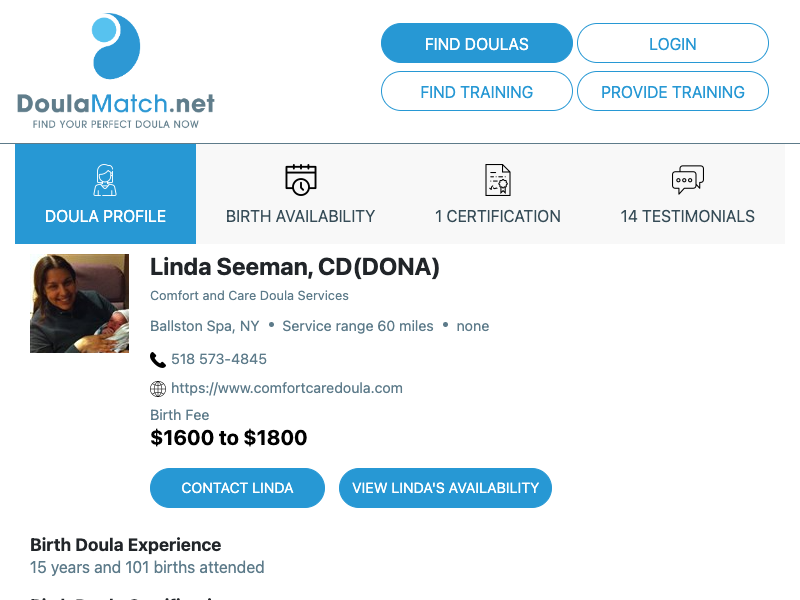 DoulaMatch.net
FIND YOUR PERFECT DOULA NOW
FIND DOULAS
LOGIN
FIND TRAINING
PROVIDE TRAINING
DOULA PROFILE
BIRTH AVAILABILITY
1 CERTIFICATION
14 TESTIMONIALS
Linda Seeman, CD(DONA)
Comfort and Care Doula Services
Ballston Spa, NY • Service range 60 miles • none
518 573-4845
https://www.comfortcaredoula.com
Birth Fee
$1600 to $1800
CONTACT LINDA
VIEW LINDA'S AVAILABILITY
Birth Doula Experience
15 years and 101 births attended